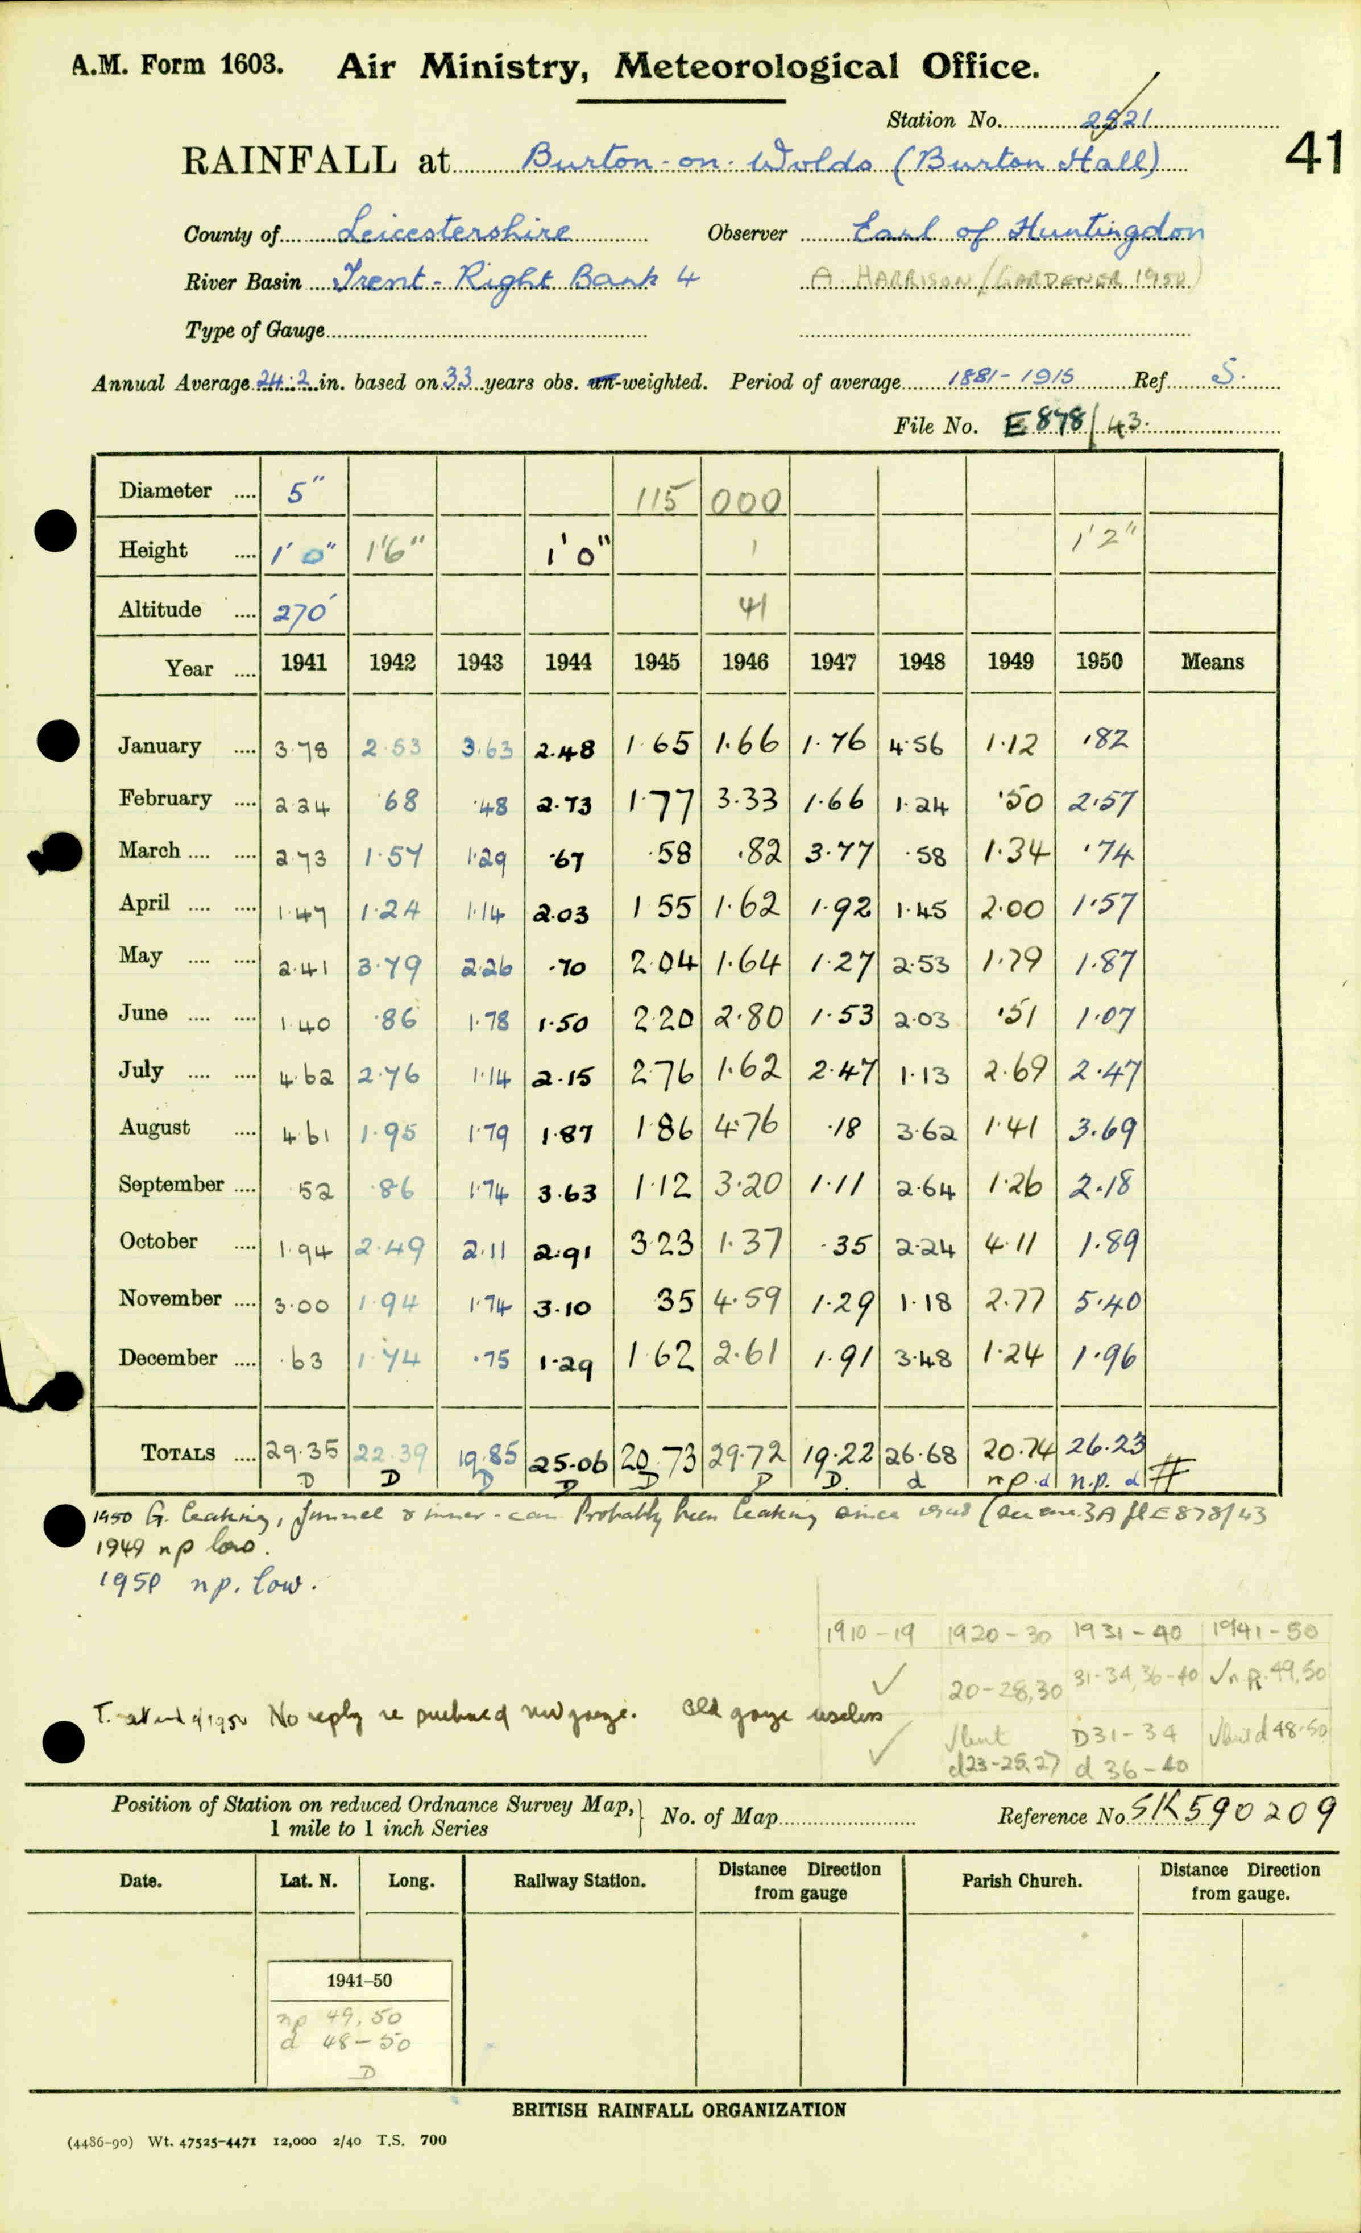 A.M. Form 1603. Air Ministry, Meteorological Office.
Station No. 2821
RAINFALL at Burton-on-Wolds (Burton Hall) 41
County of Leicestershire Observer Earl of Huntingdon
River Basin Trent - Right Bank 4 A HARRISON (GARDENER 1950)
Type of Gauge
Annual Average 24.2 in. based on 33 years obs. un-weighted. Period of average 1881-1915 Ref S.
File No. E878/43.
Diameter .... 5" 115 000
Height .... 1'0" 1'6" 1'0" 1 1'2"
Altitude .... 270' 41
Year .... 1941 1942 1943 1944 1945 1946 1947 1948 1949 1950 Means
January .... 3.78 2.53 3.63 2.48 1.65 1.66 1.76 4.56 1.12 .82
February .... 2.24 .68 .48 2.73 1.77 3.33 1.66 1.24 .50 2.57
March .... .... 2.73 1.57 1.29 .67 .58 .82 3.77 .58 1.34 .74
April .... .... 1.47 1.24 1.14 2.03 1.55 1.62 1.92 1.45 2.00 1.57
May .... .... 2.41 3.79 2.26 .70 2.04 1.64 1.27 2.53 1.79 1.87
June .... .... 1.40 .86 1.78 1.50 2.20 2.80 1.53 2.03 .51 1.07
July .... .... 4.62 2.76 1.14 2.15 2.76 1.62 2.47 1.13 2.69 2.47
August .... 4.61 1.95 1.79 1.87 1.86 4.76 .18 3.62 1.41 3.69
September .... .52 .86 1.74 3.63 1.12 3.20 1.11 2.64 1.26 2.18
October .... 1.94 2.49 2.11 2.91 3.23 1.37 .35 2.24 4.11 1.89
November .... 3.00 1.94 1.74 3.10 .35 4.59 1.29 1.18 2.77 5.40
December .... .63 1.74 .75 1.29 1.62 2.61 1.91 3.48 1.24 1.96
TOTALS .... 29.35 22.39 19.85 25.06 20.73 29.72 19.22 26.68 20.74 26.23
D D D D D D D. d n.p. d n.p. d #
1950 G. leaking, funnel & inner-can Probably been leaking since 1948 (see enc. 3A fl E878/43
1949 np low.
1950 n.p. low.
1910-19 1920-30 1931-40 1941-50
✓ 20-28,30 31-34,36-40 ✓n.p. 49,50
✓ ✓but d23-25,27 D31-34 d 36-40 ✓but d 48-50
1950 No reply re purchase of new gauge. Old gauge useless
Position of Station on reduced Ordnance Survey Map, 1 mile to 1 inch Series } No. of Map Reference No. SK590209
Date. Lat. N. Long. Railway Station. Distance Direction from gauge Parish Church. Distance Direction from gauge.
1941-50
np 49,50
d 48-50
D
BRITISH RAINFALL ORGANIZATION
(4486-90) Wt. 47525-4471 12,000 2/40 T.S. 700